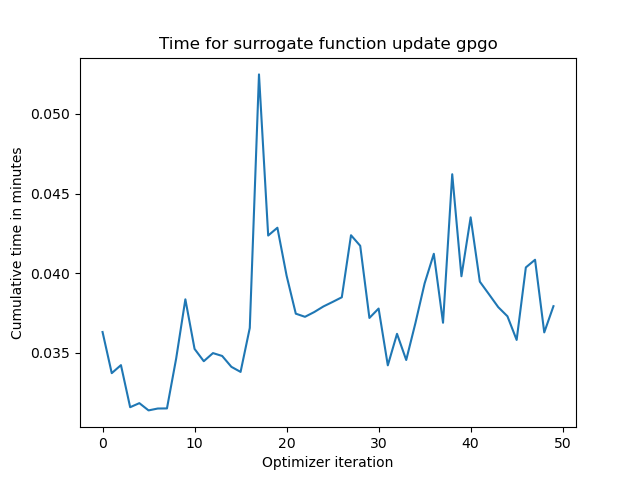 Time for surrogate function update gpgo
Cumulative time in minutes
0.050
0.045
0.040
0.035
0 10 20 30 40 50
Optimizer iteration